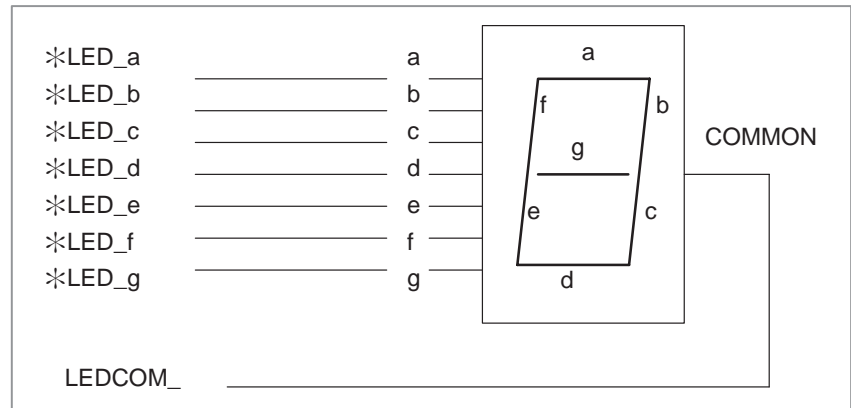 ✽LED_a a a
✽LED_b b f b
✽LED_c c g COMMON
✽LED_d d
✽LED_e e e c
✽LED_f f
✽LED_g g d
LEDCOM_